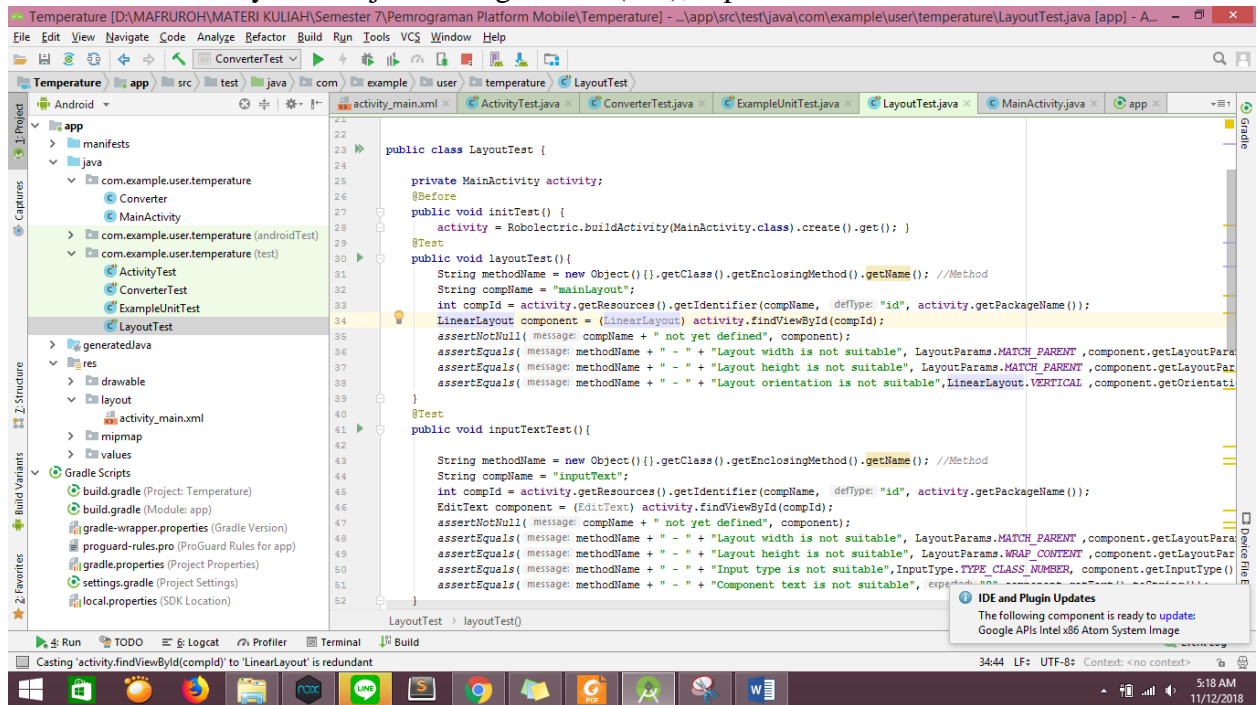 Temperature [D:\MAFRUROH\MATERI KULIAH\Semester 7\Pemrograman Platform Mobile\Temperature] - ...\app\src\test\java\com\example\user\temperature\LayoutTest.java [app] - A...
File Edit View Navigate Code Analyze Refactor Build Run Tools VCS Window Help
ConverterTest
Temperature app src test java com example user temperature LayoutTest
Android
activity_main.xml ActivityTest.java ConverterTest.java ExampleUnitTest.java LayoutTest.java MainActivity.java app
1: Project
Captures
Z: Structure
Build Variants
2: Favorites
app
manifests
java
com.example.user.temperature
Converter
MainActivity
com.example.user.temperature (androidTest)
com.example.user.temperature (test)
ActivityTest
ConverterTest
ExampleUnitTest
LayoutTest
generatedJava
res
drawable
layout
activity_main.xml
mipmap
values
Gradle Scripts
build.gradle (Project: Temperature)
build.gradle (Module: app)
gradle-wrapper.properties (Gradle Version)
proguard-rules.pro (ProGuard Rules for app)
gradle.properties (Project Properties)
settings.gradle (Project Settings)
local.properties (SDK Location)
21
22
23 public class LayoutTest {
24
25 private MainActivity activity;
26 @Before
27 public void initTest() {
28 activity = Robolectric.buildActivity(MainActivity.class).create().get(); }
29 @Test
30 public void layoutTest(){
31 String methodName = new Object(){}.getClass().getEnclosingMethod().getName(); //Method
32 String compName = "mainLayout";
33 int compId = activity.getResources().getIdentifier(compName, defType: "id", activity.getPackageName());
34 LinearLayout component = (LinearLayout) activity.findViewById(compId);
35 assertNotNull( message: compName + " not yet defined", component);
36 assertEquals( message: methodName + " - " + "Layout width is not suitable", LayoutParams.MATCH_PARENT ,component.getLayoutPara
37 assertEquals( message: methodName + " - " + "Layout height is not suitable", LayoutParams.MATCH_PARENT ,component.getLayoutPar
38 assertEquals( message: methodName + " - " + "Layout orientation is not suitable",LinearLayout.VERTICAL ,component.getOrientati
39 }
40 @Test
41 public void inputTextTest(){
42
43 String methodName = new Object(){}.getClass().getEnclosingMethod().getName(); //Method
44 String compName = "inputText";
45 int compId = activity.getResources().getIdentifier(compName, defType: "id", activity.getPackageName());
46 EditText component = (EditText) activity.findViewById(compId);
47 assertNotNull( message: compName + " not yet defined", component);
48 assertEquals( message: methodName + " - " + "Layout width is not suitable", LayoutParams.MATCH_PARENT ,component.getLayoutPara
49 assertEquals( message: methodName + " - " + "Layout height is not suitable", LayoutParams.WRAP_CONTENT ,component.getLayoutPar
50 assertEquals( message: methodName + " - " + "Input type is not suitable",InputType.TYPE_CLASS_NUMBER, component.getInputType()
51 assertEquals( message: methodName + " - " + "Component text is not suitable",
52 }
LayoutTest > layoutTest()
Gradle
Device File
IDE and Plugin Updates
The following component is ready to update:
Google APIs Intel x86 Atom System Image
4: Run TODO 6: Logcat Profiler Terminal Build
Casting 'activity.findViewById(compId)' to 'LinearLayout' is redundant
34:44 LF UTF-8 Context: <no context>
nox LINE S G PDF W
5:18 AM
11/12/2018